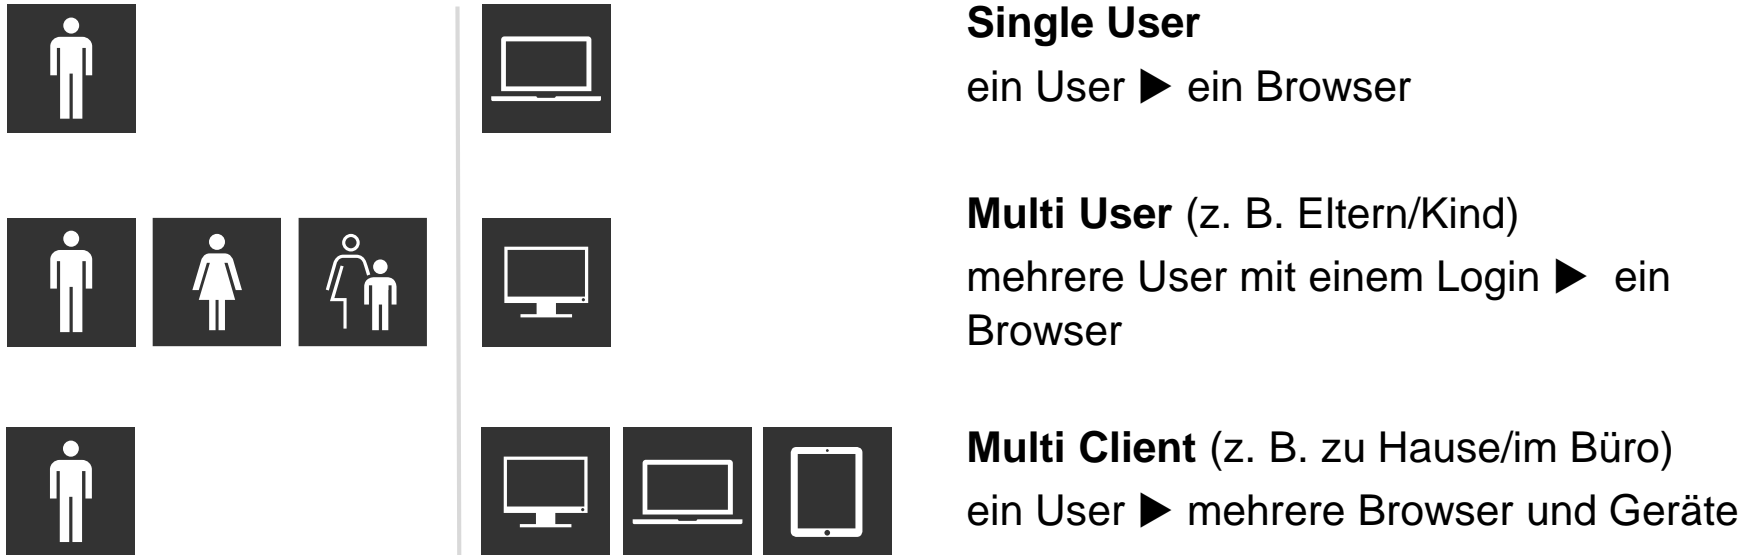 Single User
ein User ▶ ein Browser
Multi User (z. B. Eltern/Kind)
mehrere User mit einem Login ▶ ein
Browser
Multi Client (z. B. zu Hause/im Büro)
ein User ▶ mehrere Browser und Geräte